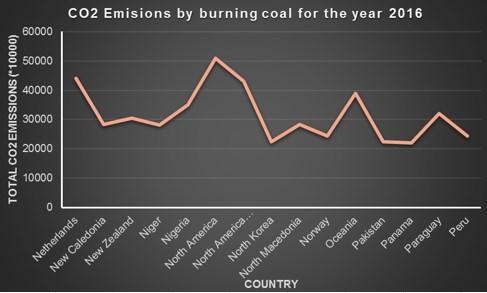 CO2 Emisions by burning coal for the year 2016
TOTAL CO2 EMISSIONS (*10000)
60000
50000
40000
30000
20000
10000
0
Netherlands
New Caledonia
New Zealand
Niger
Nigeria
North America
North America…
North Korea
North Macedonia
Norway
Oceania
Pakistan
Panama
Paraguay
Peru
COUNTRY